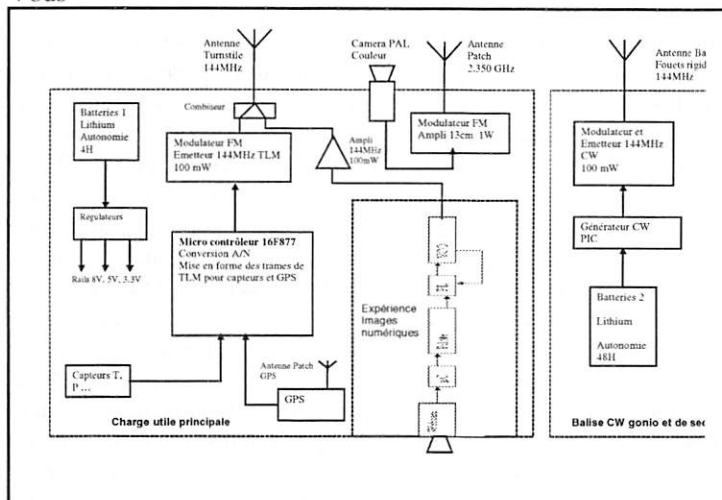 Antenne
Turnstile
144MHz
Camera PAL
Couleur
Antenne
Patch
2.350 GHz
Antenne Ba
Fouets rigid
144MHz
Batteries 1
Lithium
Autonomie
4H
Combineur
Modulateur FM
Emetteur 144MHz TLM
100 mW
Ampli
144MHz
100mW
Modulateur FM
Ampli 13cm 1W
Modulateur et
Emetteur 144MHz
CW
100 mW
Régulateurs
Rails 8V, 5V, 3.3V
Micro contrôleur 16F877
Conversion A/N
Mise en forme des trames de
TLM pour capteurs et GPS
Générateur CW
PIC
Expérience
Images
numériques
VCO
Batteries 2
Lithium
Autonomie
48H
Capteurs T,
P ...
Antenne Patch
GPS
GPS
Charge utile principale
Balise CW gonio et de sec